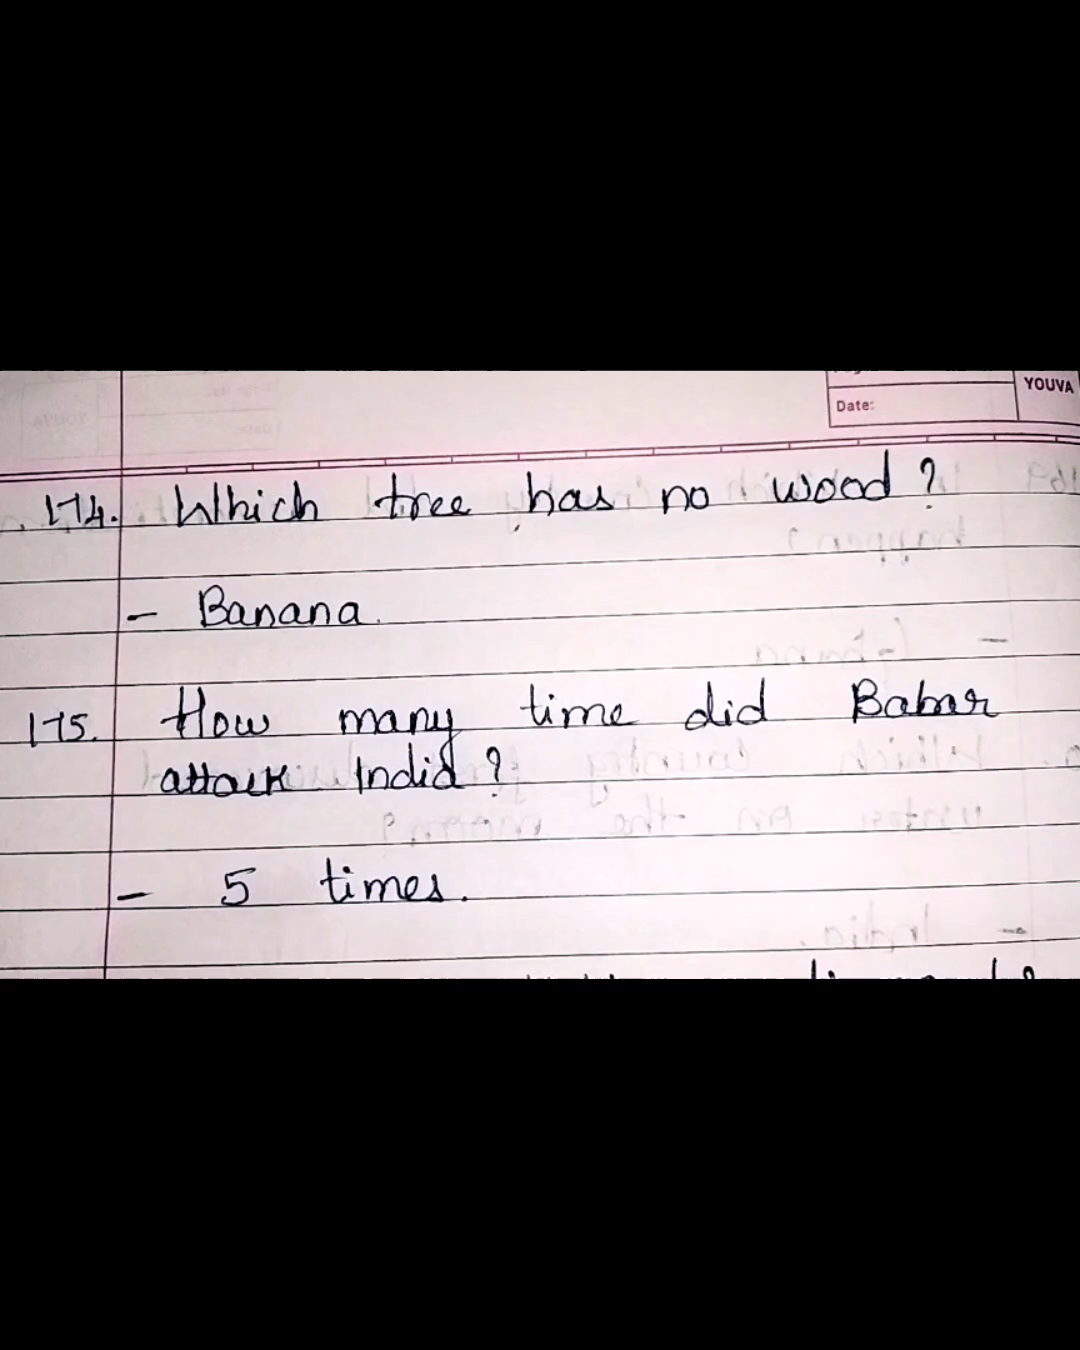 YOUVA
Date:
174. Which tree has no wood ?
- Banana.
175. How many time did Babar
attack India ?
- 5 times.